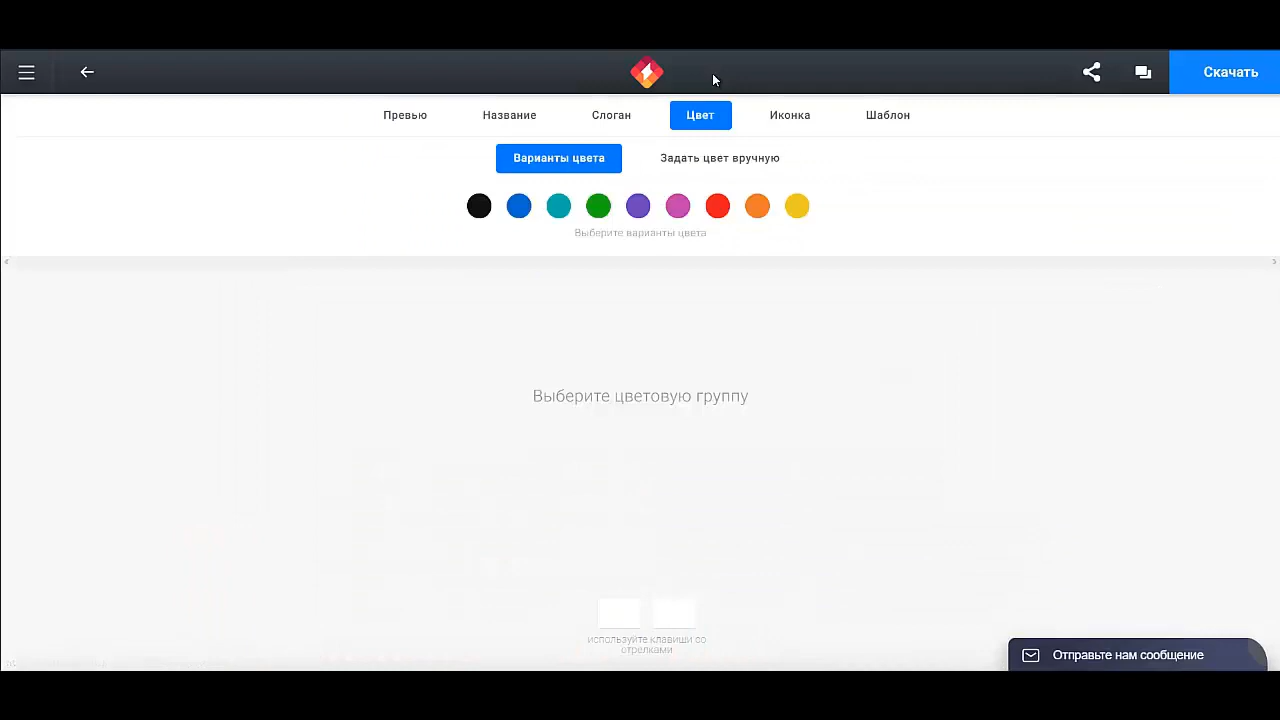 Скачать
Превью Название Слоган Цвет Иконка Шаблон
Варианты цвета Задать цвет вручную
Выберите варианты цвета
Выберите цветовую группу
используйте клавиши со
стрелками
Отправьте нам сообщение